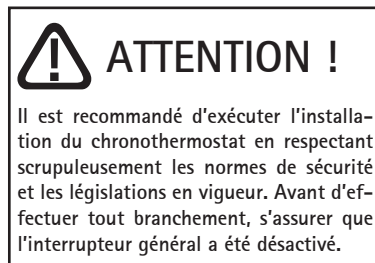 ATTENTION !
Il est recommandé d'exécuter l'installa-
tion du chronothermostat en respectant
scrupuleusement les normes de sécurité
et les législations en vigueur. Avant d'ef-
fectuer tout branchement, s'assurer que
l'interrupteur général a été désactivé.